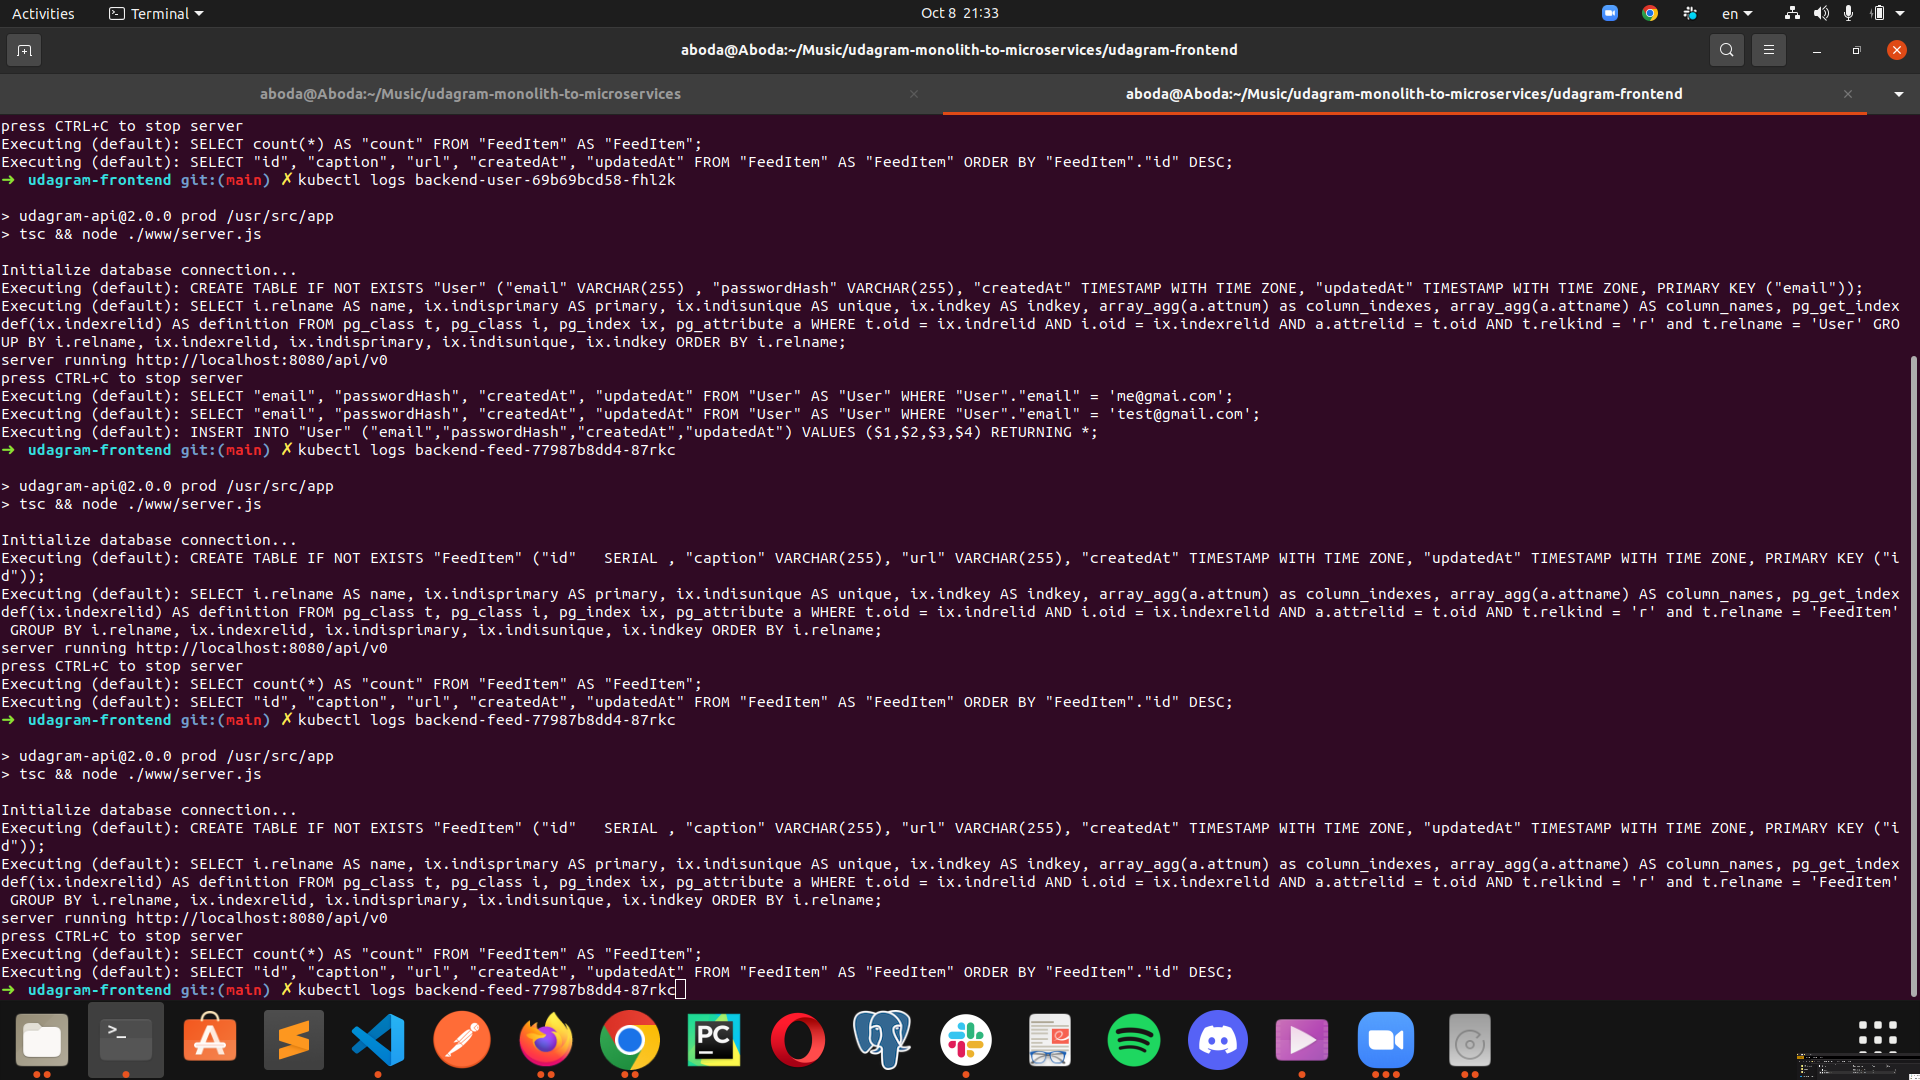 Activities
Terminal
Oct 8 21:33
en
aboda@Aboda:~/Music/udagram-monolith-to-microservices/udagram-frontend
aboda@Aboda:~/Music/udagram-monolith-to-microservices
aboda@Aboda:~/Music/udagram-monolith-to-microservices/udagram-frontend
press CTRL+C to stop server
Executing (default): SELECT count(*) AS "count" FROM "FeedItem" AS "FeedItem";
Executing (default): SELECT "id", "caption", "url", "createdAt", "updatedAt" FROM "FeedItem" AS "FeedItem" ORDER BY "FeedItem"."id" DESC;
➜ udagram-frontend git:(main) ✗ kubectl logs backend-user-69b69bcd58-fhl2k
> udagram-api@2.0.0 prod /usr/src/app
> tsc && node ./www/server.js
Initialize database connection...
Executing (default): CREATE TABLE IF NOT EXISTS "User" ("email" VARCHAR(255) , "passwordHash" VARCHAR(255), "createdAt" TIMESTAMP WITH TIME ZONE, "updatedAt" TIMESTAMP WITH TIME ZONE, PRIMARY KEY ("email"));
Executing (default): SELECT i.relname AS name, ix.indisprimary AS primary, ix.indisunique AS unique, ix.indkey AS indkey, array_agg(a.attnum) as column_indexes, array_agg(a.attname) AS column_names, pg_get_index
def(ix.indexrelid) AS definition FROM pg_class t, pg_class i, pg_index ix, pg_attribute a WHERE t.oid = ix.indrelid AND i.oid = ix.indexrelid AND a.attrelid = t.oid AND t.relkind = 'r' and t.relname = 'User' GRO
UP BY i.relname, ix.indexrelid, ix.indisprimary, ix.indisunique, ix.indkey ORDER BY i.relname;
server running http://localhost:8080/api/v0
press CTRL+C to stop server
Executing (default): SELECT "email", "passwordHash", "createdAt", "updatedAt" FROM "User" AS "User" WHERE "User"."email" = 'me@gmai.com';
Executing (default): SELECT "email", "passwordHash", "createdAt", "updatedAt" FROM "User" AS "User" WHERE "User"."email" = 'test@gmail.com';
Executing (default): INSERT INTO "User" ("email","passwordHash","createdAt","updatedAt") VALUES ($1,$2,$3,$4) RETURNING *;
➜ udagram-frontend git:(main) ✗ kubectl logs backend-feed-77987b8dd4-87rkc
> udagram-api@2.0.0 prod /usr/src/app
> tsc && node ./www/server.js
Initialize database connection...
Executing (default): CREATE TABLE IF NOT EXISTS "FeedItem" ("id"   SERIAL , "caption" VARCHAR(255), "url" VARCHAR(255), "createdAt" TIMESTAMP WITH TIME ZONE, "updatedAt" TIMESTAMP WITH TIME ZONE, PRIMARY KEY ("i
d"));
Executing (default): SELECT i.relname AS name, ix.indisprimary AS primary, ix.indisunique AS unique, ix.indkey AS indkey, array_agg(a.attnum) as column_indexes, array_agg(a.attname) AS column_names, pg_get_index
def(ix.indexrelid) AS definition FROM pg_class t, pg_class i, pg_index ix, pg_attribute a WHERE t.oid = ix.indrelid AND i.oid = ix.indexrelid AND a.attrelid = t.oid AND t.relkind = 'r' and t.relname = 'FeedItem'
GROUP BY i.relname, ix.indexrelid, ix.indisprimary, ix.indisunique, ix.indkey ORDER BY i.relname;
server running http://localhost:8080/api/v0
press CTRL+C to stop server
Executing (default): SELECT count(*) AS "count" FROM "FeedItem" AS "FeedItem";
Executing (default): SELECT "id", "caption", "url", "createdAt", "updatedAt" FROM "FeedItem" AS "FeedItem" ORDER BY "FeedItem"."id" DESC;
➜ udagram-frontend git:(main) ✗ kubectl logs backend-feed-77987b8dd4-87rkc
> udagram-api@2.0.0 prod /usr/src/app
> tsc && node ./www/server.js
Initialize database connection...
Executing (default): CREATE TABLE IF NOT EXISTS "FeedItem" ("id"   SERIAL , "caption" VARCHAR(255), "url" VARCHAR(255), "createdAt" TIMESTAMP WITH TIME ZONE, "updatedAt" TIMESTAMP WITH TIME ZONE, PRIMARY KEY ("i
d"));
Executing (default): SELECT i.relname AS name, ix.indisprimary AS primary, ix.indisunique AS unique, ix.indkey AS indkey, array_agg(a.attnum) as column_indexes, array_agg(a.attname) AS column_names, pg_get_index
def(ix.indexrelid) AS definition FROM pg_class t, pg_class i, pg_index ix, pg_attribute a WHERE t.oid = ix.indrelid AND i.oid = ix.indexrelid AND a.attrelid = t.oid AND t.relkind = 'r' and t.relname = 'FeedItem'
GROUP BY i.relname, ix.indexrelid, ix.indisprimary, ix.indisunique, ix.indkey ORDER BY i.relname;
server running http://localhost:8080/api/v0
press CTRL+C to stop server
Executing (default): SELECT count(*) AS "count" FROM "FeedItem" AS "FeedItem";
Executing (default): SELECT "id", "caption", "url", "createdAt", "updatedAt" FROM "FeedItem" AS "FeedItem" ORDER BY "FeedItem"."id" DESC;
➜ udagram-frontend git:(main) ✗ kubectl logs backend-feed-77987b8dd4-87rkc
PC